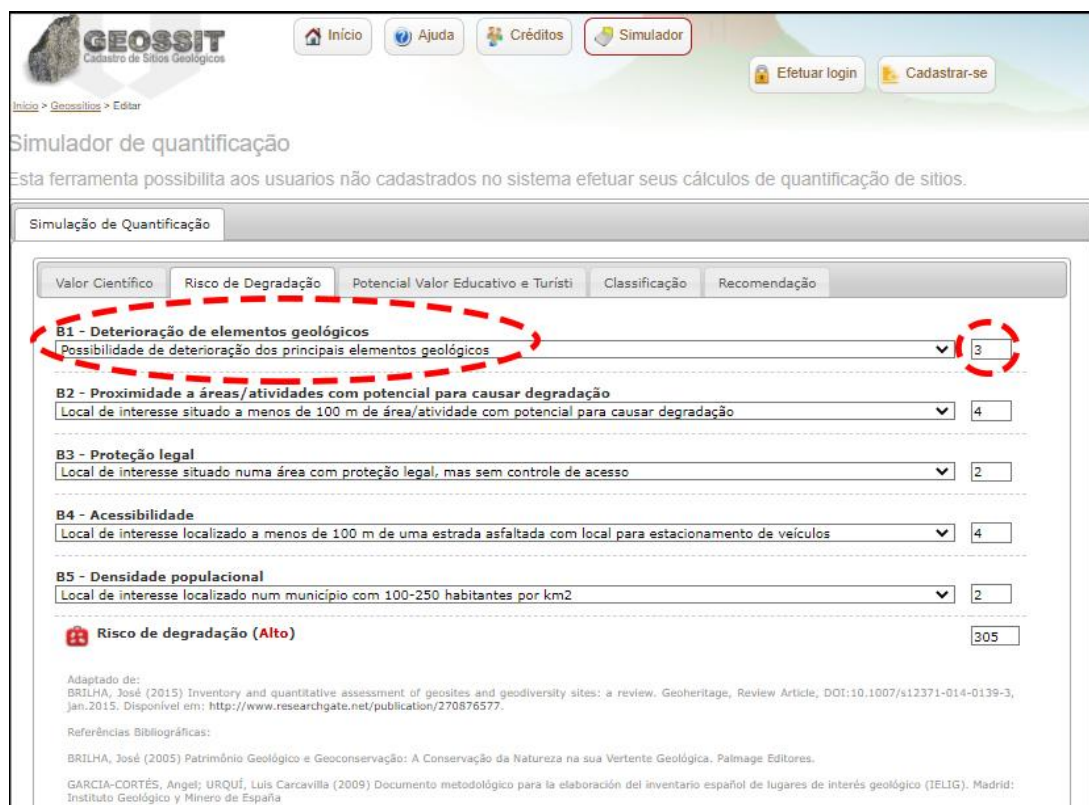 GEOSSIT
Cadastro de Sítios Geológicos
Início
Ajuda
Créditos
Simulador
Efetuar login
Cadastrar-se
Início > Geossítios > Editar
Simulador de quantificação
Esta ferramenta possibilita aos usuarios não cadastrados no sistema efetuar seus cálculos de quantificação de sitios.
Simulação de Quantificação
Valor Científico
Risco de Degradação
Potencial Valor Educativo e Turísti
Classificação
Recomendação
B1 - Deterioração de elementos geológicos
Possibilidade de deterioração dos principais elementos geológicos 3
B2 - Proximidade a áreas/atividades com potencial para causar degradação
Local de interesse situado a menos de 100 m de área/atividade com potencial para causar degradação 4
B3 - Proteção legal
Local de interesse situado numa área com proteção legal, mas sem controle de acesso 2
B4 - Acessibilidade
Local de interesse localizado a menos de 100 m de uma estrada asfaltada com local para estacionamento de veículos 4
B5 - Densidade populacional
Local de interesse localizado num município com 100-250 habitantes por km2 2
Risco de degradação (Alto) 305
Adaptado de:
BRILHA, José (2015) Inventory and quantitative assessment of geosites and geodiversity sites: a review. Geoheritage, Review Article, DOI:10.1007/s12371-014-0139-3,
jan.2015. Disponível em: http://www.researchgate.net/publication/270876577.
Referências Bibliográficas:
BRILHA, José (2005) Patrimônio Geológico e Geoconservação: A Conservação da Natureza na sua Vertente Geológica. Palmage Editores.
GARCIA-CORTÉS, Angel; URQUÍ, Luis Carcavilla (2009) Documento metodológico para la elaboración del inventario español de lugares de interés geológico (IELIG). Madrid:
Instituto Geológico y Minero de España